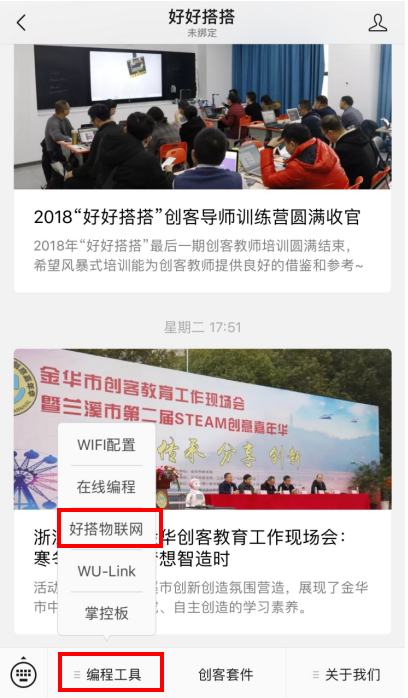 好好搭搭
未绑定
2018“好好搭搭”创客导师训练营圆满收官
2018年“好好搭搭”最后一期创客教师培训圆满结束，
希望风暴式培训能为创客教师提供良好的借鉴和参考~
星期二 17:51
金华市创客教育工作现场会
暨兰溪市第二届STEAM创意嘉年华
传承 分享 创新
WIFI配置
在线编程
好搭物联网
WU-Link
掌控板
浙 华创客教育工作现场会：
寒 梦想智造时
活动 溪市创新创造氛围营造，展现了金华
市中 、自主创造的学习素养。
编程工具
创客套件
关于我们